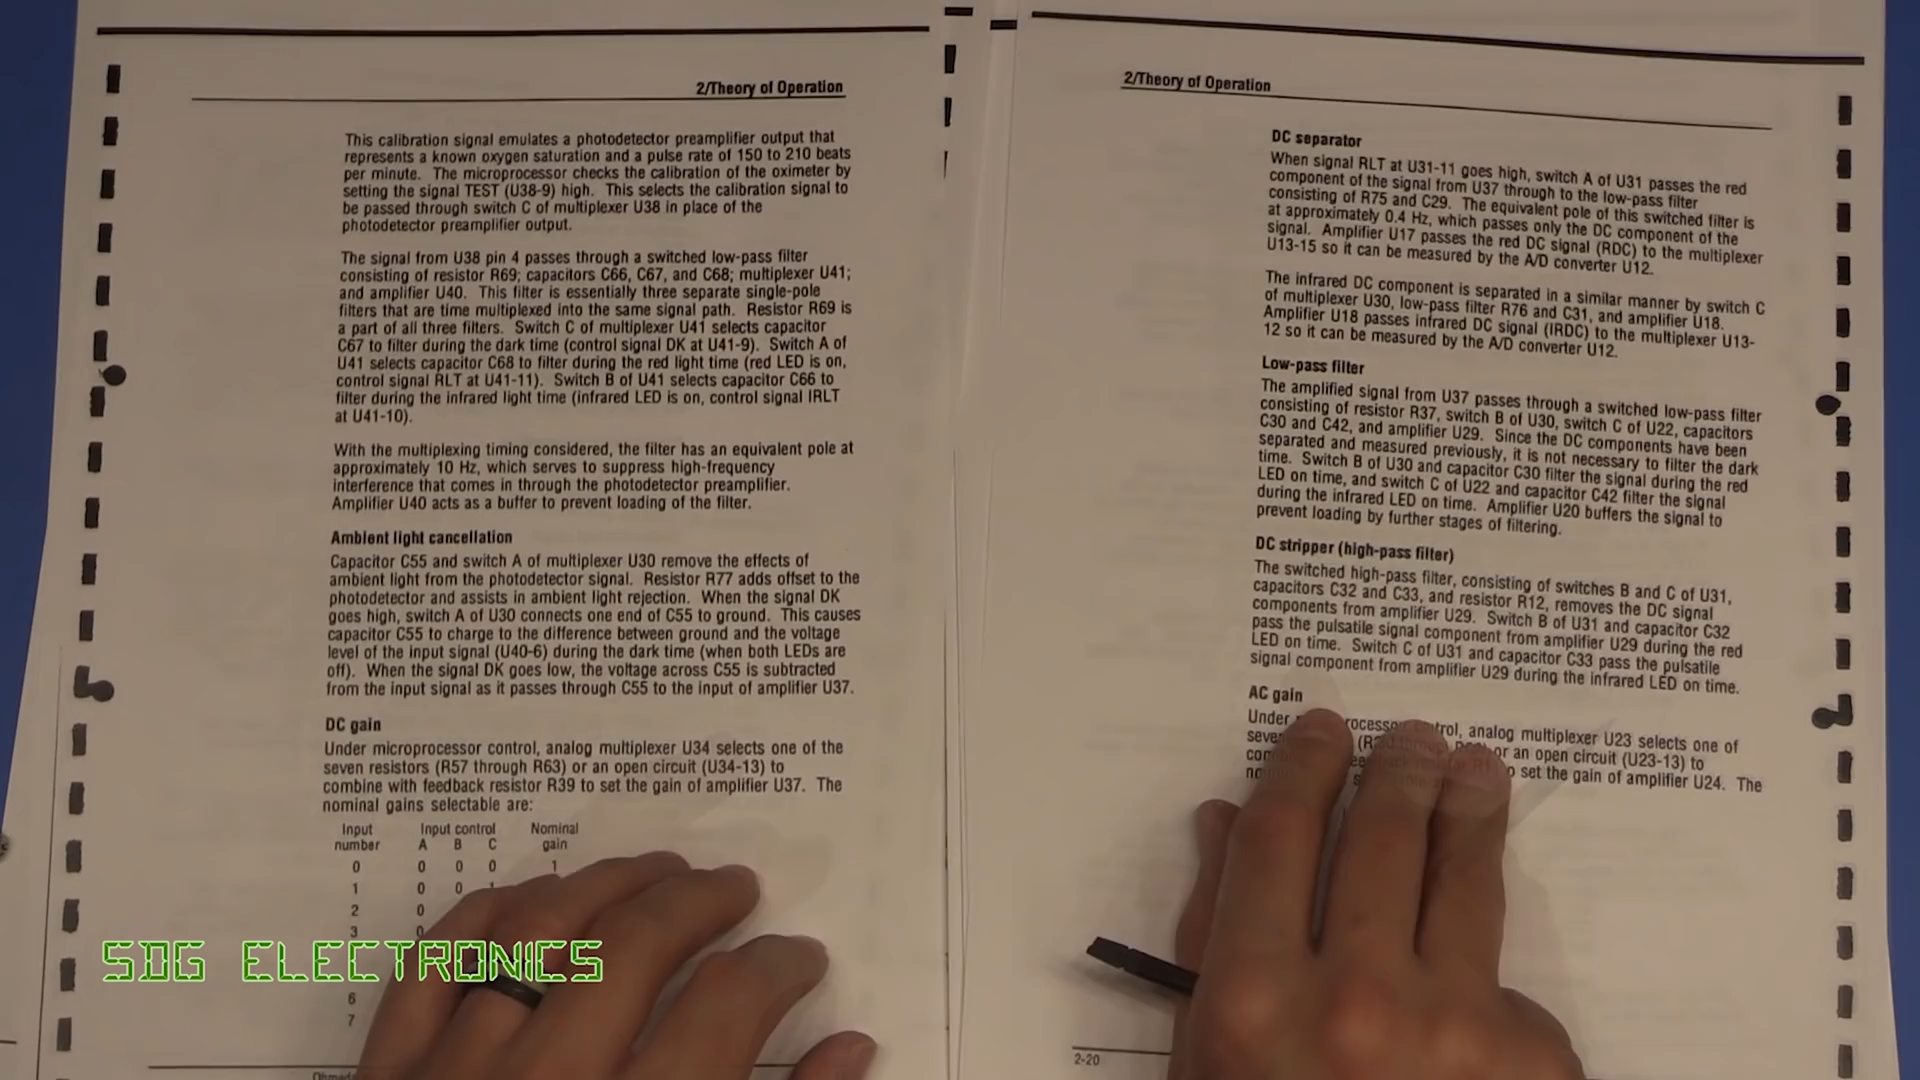 2/Theory of Operation
This calibration signal emulates a photodetector preamplifier output that
represents a known oxygen saturation and a pulse rate of 150 to 210 beats
per minute. The microprocessor checks the calibration of the oximeter by
setting the signal TEST (U38-9) high. This selects the calibration signal to
be passed through switch C of multiplexer U38 in place of the
photodetector preamplifier output.
The signal from U38 pin 4 passes through a switched low-pass filter
consisting of resistor R69; capacitors C66, C67, and C68; multiplexer U41;
and amplifier U40. This filter is essentially three separate single-pole
filters that are time multiplexed into the same signal path. Resistor R69 is
a part of all three filters. Switch C of multiplexer U41 selects capacitor
C67 to filter during the dark time (control signal DK at U41-9). Switch A of
U41 selects capacitor C68 to filter during the red light time (red LED is on,
control signal RLT at U41-11). Switch B of U41 selects capacitor C66 to
filter during the infrared light time (infrared LED is on, control signal IRLT
at U41-10).
With the multiplexing timing considered, the filter has an equivalent pole at
approximately 10 Hz, which serves to suppress high-frequency
interference that comes in through the photodetector preamplifier.
Amplifier U40 acts as a buffer to prevent loading of the filter.
Ambient light cancellation
Capacitor C55 and switch A of multiplexer U30 remove the effects of
ambient light from the photodetector signal. Resistor R77 adds offset to the
photodetector and assists in ambient light rejection. When the signal DK
goes high, switch A of U30 connects one end of C55 to ground. This causes
capacitor C55 to charge to the difference between ground and the voltage
level of the input signal (U40-6) during the dark time (when both LEDs are
off). When the signal DK goes low, the voltage across C55 is subtracted
from the input signal as it passes through C55 to the input of amplifier U37.
DC gain
Under microprocessor control, analog multiplexer U34 selects one of the
seven resistors (R57 through R63) or an open circuit (U34-13) to
combine with feedback resistor R39 to set the gain of amplifier U37. The
nominal gains selectable are:
Input Input control Nominal
number A B C gain
0 0 0 0 1
1 0 0 1
2 0
3 0
6
7
SDG ELECTRONICS
2/Theory of Operation
DC separator
When signal RLT at U31-11 goes high, switch A of U31 passes the red
component of the signal from U37 through to the low-pass filter
consisting of R75 and C29. The equivalent pole of this switched filter is
at approximately 0.4 Hz, which passes only the DC component of the
signal. Amplifier U17 passes the red DC signal (RDC) to the multiplexer
U13-15 so it can be measured by the A/D converter U12.
The infrared DC component is separated in a similar manner by switch C
of multiplexer U30, low-pass filter R76 and C31, and amplifier U18.
Amplifier U18 passes infrared DC signal (IRDC) to the multiplexer U13-
12 so it can be measured by the A/D converter U12.
Low-pass filter
The amplified signal from U37 passes through a switched low-pass filter
consisting of resistor R37, switch B of U30, switch C of U22, capacitors
C30 and C42, and amplifier U29. Since the DC components have been
separated and measured previously, it is not necessary to filter the dark
time. Switch B of U30 and capacitor C30 filter the signal during the red
LED on time, and switch C of U22 and capacitor C42 filter the signal
during the infrared LED on time. Amplifier U20 buffers the signal to
prevent loading by further stages of filtering.
DC stripper (high-pass filter)
The switched high-pass filter, consisting of switches B and C of U31,
capacitors C32 and C33, and resistor R12, removes the DC signal
components from amplifier U29. Switch B of U31 and capacitor C32
pass the pulsatile signal component from amplifier U29 during the red
LED on time. Switch C of U31 and capacitor C33 pass the pulsatile
signal component from amplifier U29 during the infrared LED on time.
AC gain
Under analog multiplexer U23 selects one of
or an open circuit (U23-13) to
set the gain of amplifier U24. The
2-20